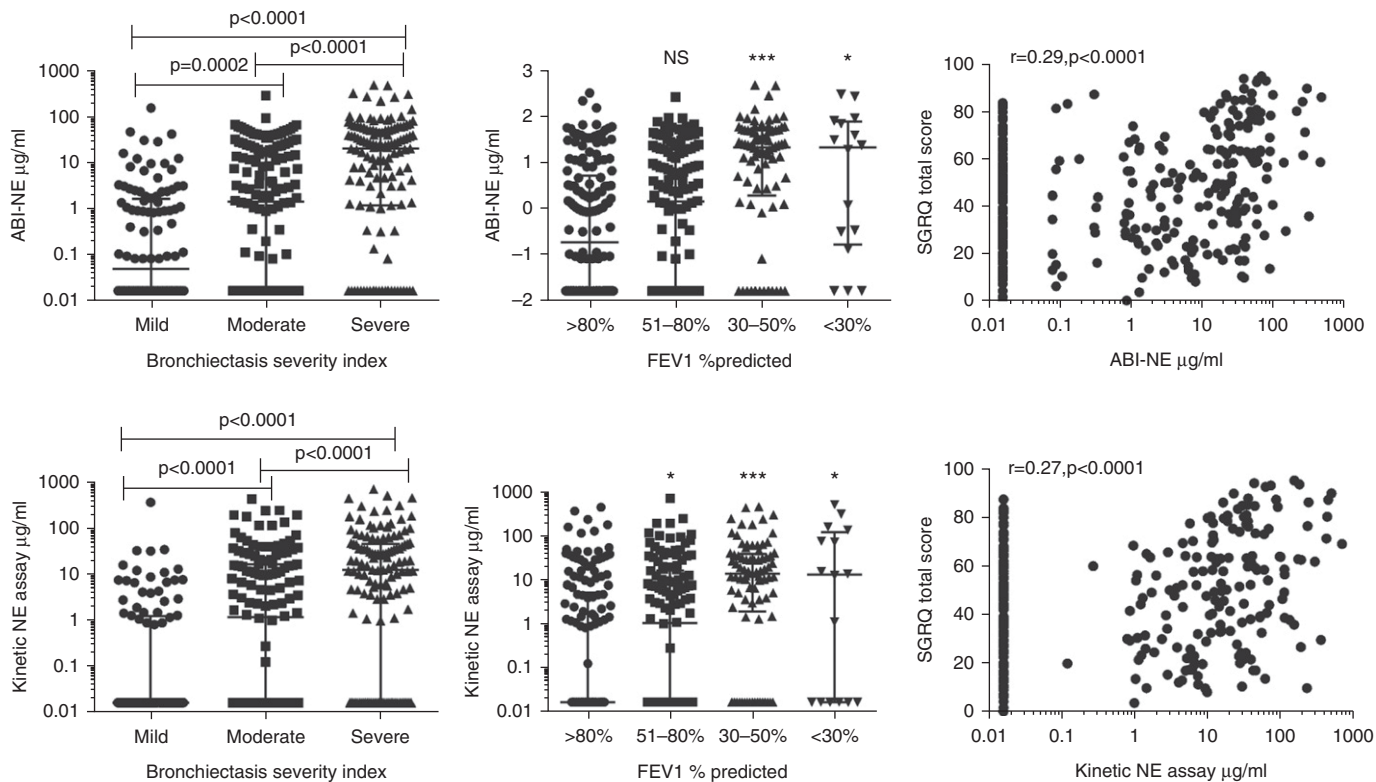 p<0.0001
p<0.0001
p=0.0002
1000
100
10
1
0.1
0.01
ABI-NE μg/ml
Mild Moderate Severe
Bronchiectasis severity index
NS *** *
3
2
1
0
−1
−2
ABI-NE μg/ml
>80% 51–80% 30–50% <30%
FEV1 %predicted
r=0.29,p<0.0001
100
80
60
40
20
0
SGRQ total score
0.01 0.1 1 10 100 1000
ABI-NE μg/ml
p<0.0001
p<0.0001
p<0.0001
1000
100
10
1
0.1
0.01
Kinetic NE assay μg/ml
Mild Moderate Severe
Bronchiectasis severity index
* *** *
1000
100
10
1
0.1
0.01
Kinetic NE assay μg/ml
>80% 51–80% 30–50% <30%
FEV1 % predicted
r=0.27,p<0.0001
100
80
60
40
20
0
SGRQ total score
0.01 0.1 1 10 100 1000
Kinetic NE assay μg/ml